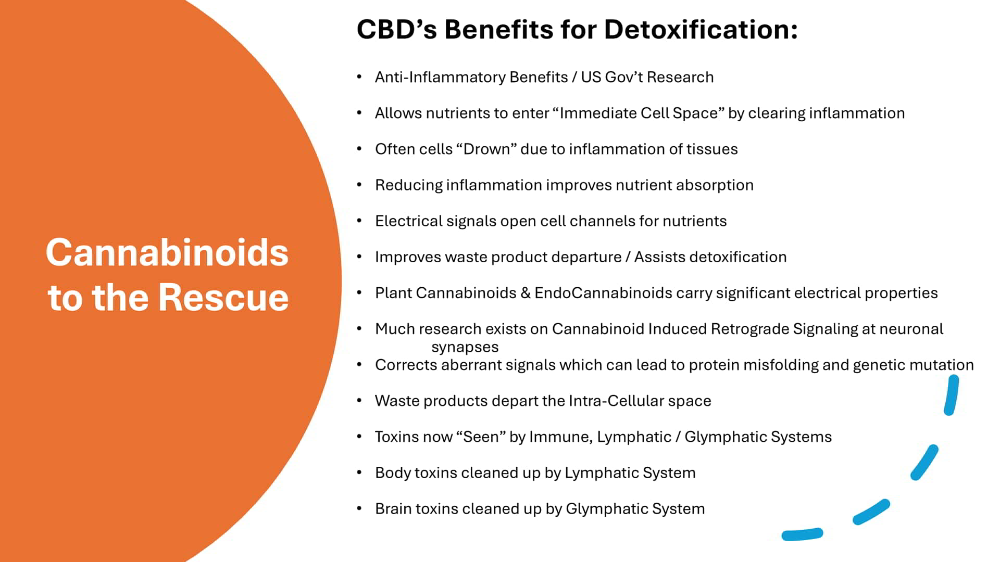 Cannabinoids
to the Rescue
CBD’s Benefits for Detoxification:
• Anti-Inflammatory Benefits / US Gov’t Research
• Allows nutrients to enter “Immediate Cell Space” by clearing inflammation
• Often cells “Drown” due to inflammation of tissues
• Reducing inflammation improves nutrient absorption
• Electrical signals open cell channels for nutrients
• Improves waste product departure / Assists detoxification
• Plant Cannabinoids & EndoCannabinoids carry significant electrical properties
• Much research exists on Cannabinoid Induced Retrograde Signaling at neuronal
synapses
• Corrects aberrant signals which can lead to protein misfolding and genetic mutation
• Waste products depart the Intra-Cellular space
• Toxins now “Seen” by Immune, Lymphatic / Glymphatic Systems
• Body toxins cleaned up by Lymphatic System
• Brain toxins cleaned up by Glymphatic System